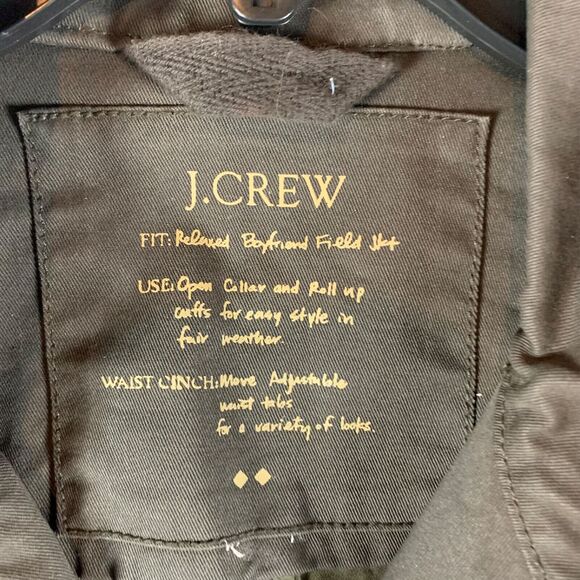 J.CREW
FIT: Relaxed Boyfriend Field Jkt
USE: Open Collar and Roll up
cuffs for easy style in
fair weather.
WAIST CINCH: Move Adjustable
waist tabs
for a variety of looks.